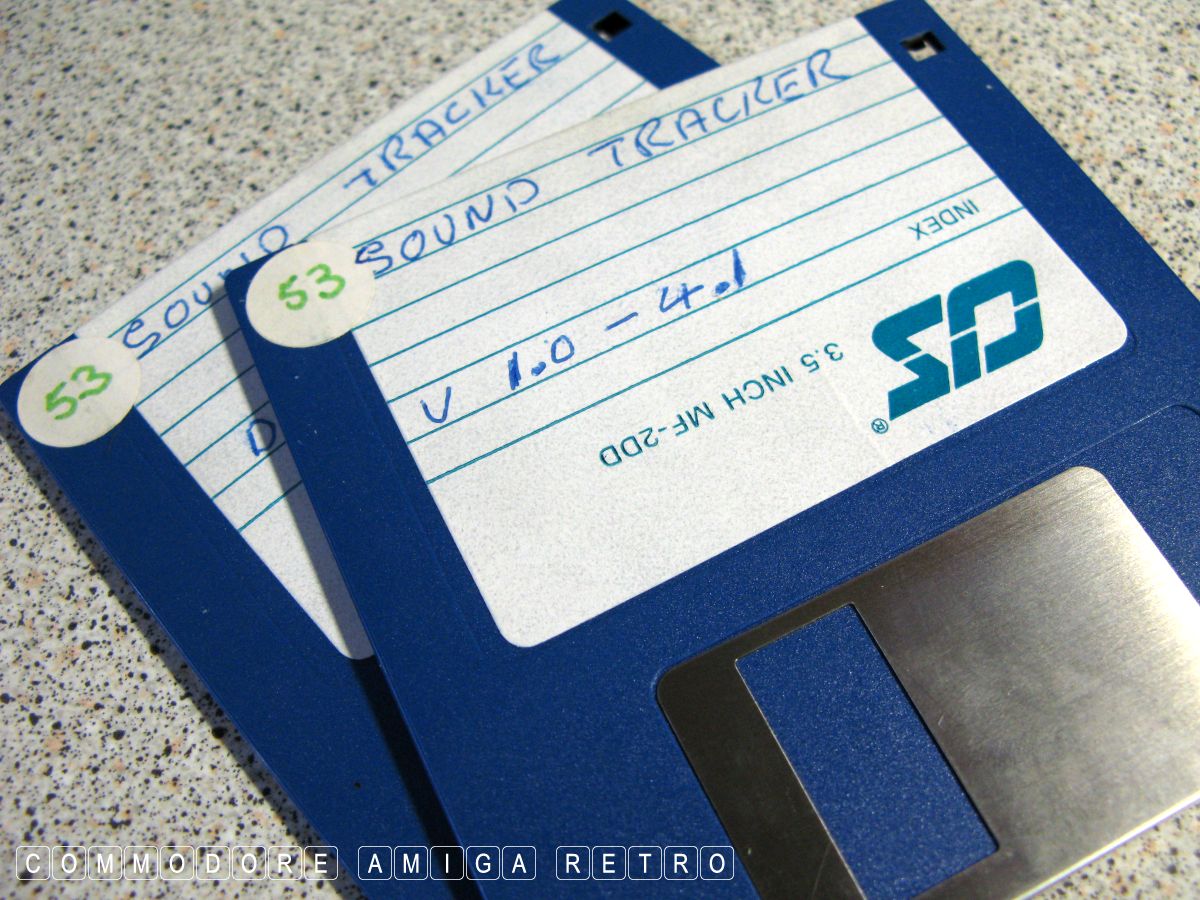 SOUND TRACKER
53
D
SOUND TRACKER
53
V 1.0 - 4.1
INDEX
3.5 INCH MF-2DD
®
COMMODORE AMIGA RETRO